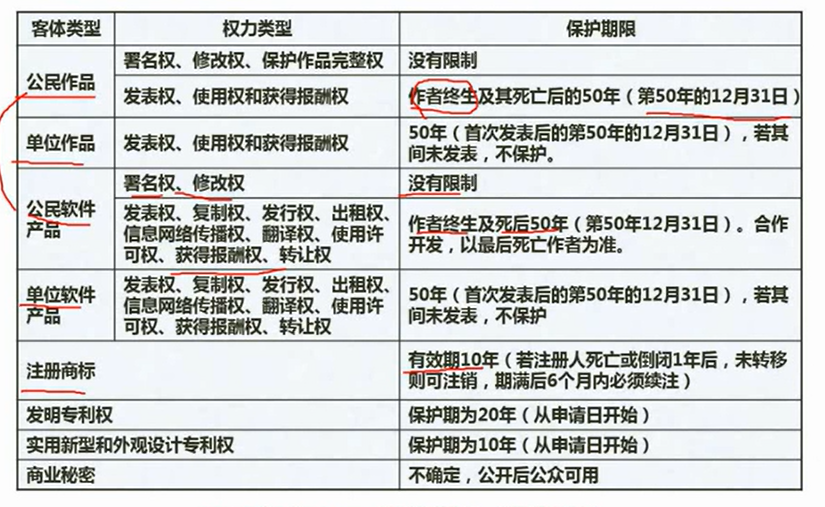 客体类型
权力类型
保护期限
公民作品
署名权、修改权、保护作品完整权
没有限制
发表权、使用权和获得报酬权
作者终生及其死亡后的50年（第50年的12月31日）
单位作品
发表权、使用权和获得报酬权
50年（首次发表后的第50年的12月31日），若其
间未发表，不保护。
公民软件
产品
署名权、修改权
没有限制
发表权、复制权、发行权、出租权、
信息网络传播权、翻译权、使用许
可权、获得报酬权、转让权
作者终生及死后50年（第50年12月31日）。合作
开发，以最后死亡作者为准。
单位软件
产品
发表权、复制权、发行权、出租权、
信息网络传播权、翻译权、使用许
可权、获得报酬权、转让权
50年（首次发表后的第50年的12月31日），若其
间未发表，不保护
注册商标
有效期10年（若注册人死亡或倒闭1年后，未转移
则可注销，期满后6个月内必须续注）
发明专利权
保护期为20年（从申请日开始）
实用新型和外观设计专利权
保护期为10年（从申请日开始）
商业秘密
不确定，公开后公众可用